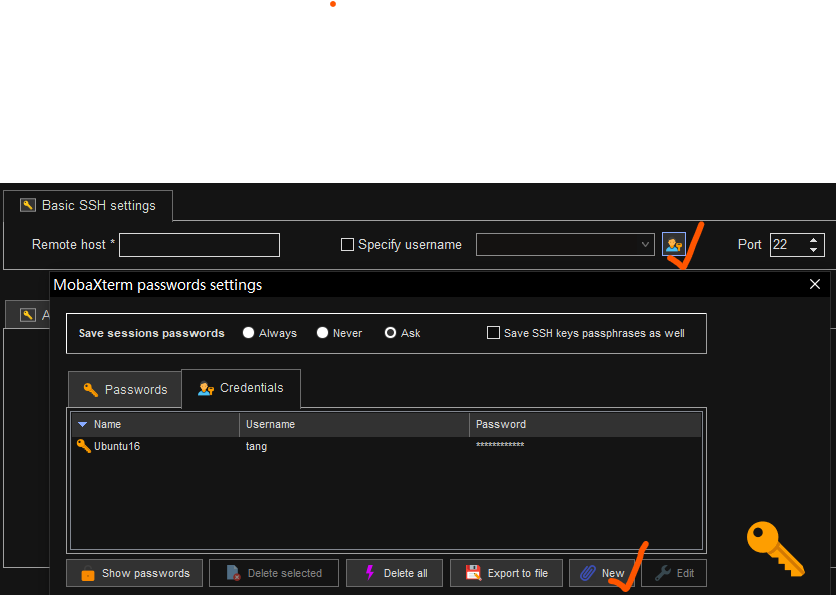 Basic SSH settings
Remote host * Specify username Port 22
MobaXterm passwords settings
A
Save sessions passwords Always Never Ask Save SSH keys passphrases as well
Passwords Credentials
Name Username Password
Ubuntu16 tang ************
Show passwords Delete selected Delete all Export to file New Edit